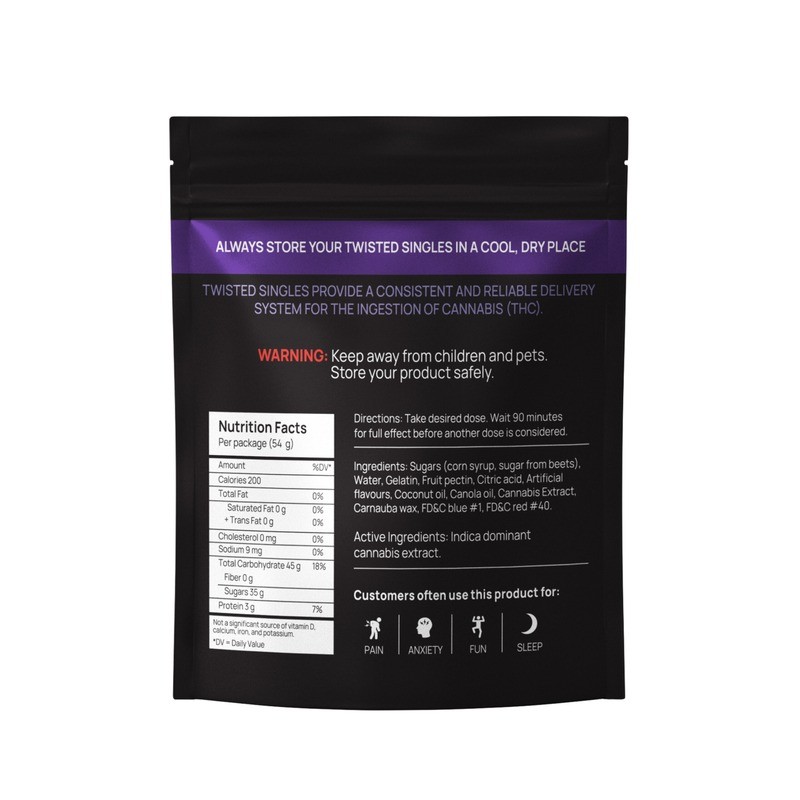 ALWAYS STORE YOUR TWISTED SINGLES IN A COOL, DRY PLACE
TWISTED SINGLES PROVIDE A CONSISTENT AND RELIABLE DELIVERY
SYSTEM FOR THE INGESTION OF CANNABIS (THC).
WARNING: Keep away from children and pets.
Store your product safely.
Nutrition Facts
Per package (54 g)
Amount %DV*
Calories 200
Total Fat 0%
Saturated Fat 0 g 0%
+ Trans Fat 0 g 0%
Cholesterol 0 mg 0%
Sodium 9 mg 0%
Total Carbohydrate 45 g 18%
Fiber 0 g
Sugars 35 g
Protein 3 g 7%
Not a significant source of vitamin D,
calcium, iron, and potassium.
*DV = Daily Value
Directions: Take desired dose. Wait 90 minutes
for full effect before another dose is considered.
Ingredients: Sugars (corn syrup, sugar from beets),
Water, Gelatin, Fruit pectin, Citric acid, Artificial
flavours, Coconut oil, Canola oil, Cannabis Extract,
Carnauba wax, FD&C blue #1, FD&C red #40.
Active Ingredients: Indica dominant
cannabis extract.
Customers often use this product for:
PAIN ANXIETY FUN SLEEP